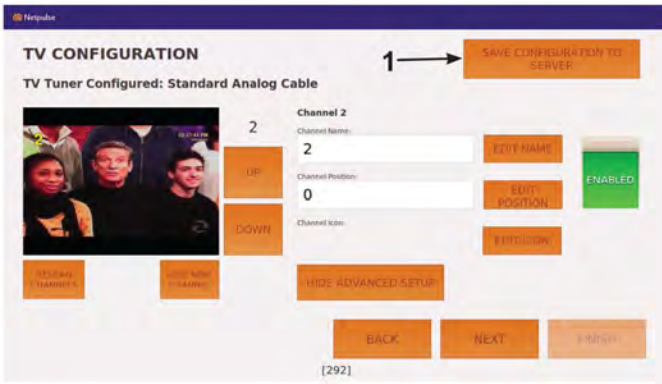 Netpulse
TV CONFIGURATION
1
SAVE CONFIGURATION TO
SERVER
TV Tuner Configured: Standard Analog Cable
Channel 2
2
2
Channel Name:
2
EDIT NAME
ENABLED
UP
Channel Position:
0
EDIT
POSITION
DOWN
Channel Icon:
EDIT ICON
RESCAN
CHANNELS
ADD NEW
CHANNEL
HIDE ADVANCED SETUP
BACK
NEXT
FINISH
[292]